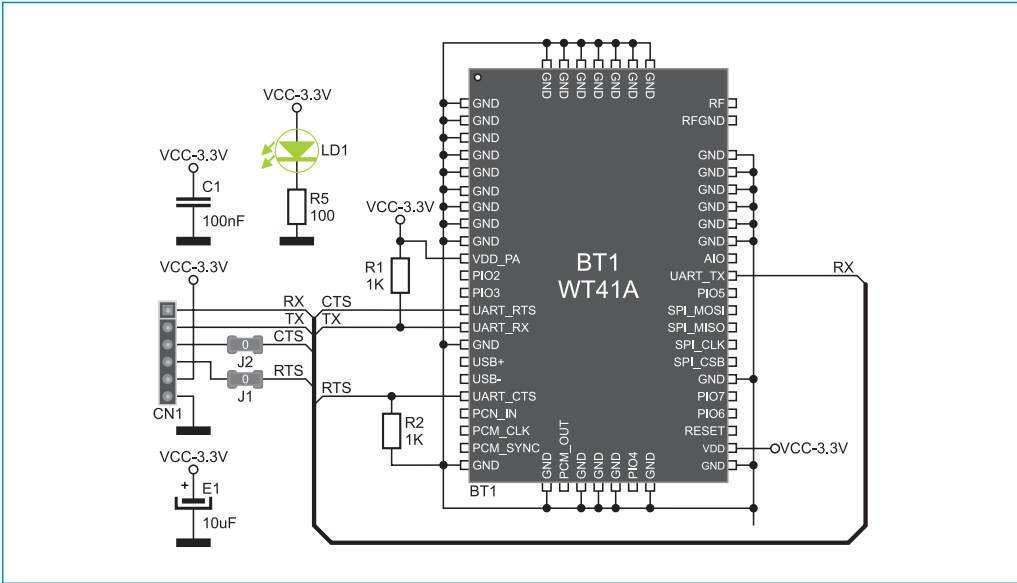 GND GND GND GND GND GND GND
VCC-3.3V
LD1
R5
100
VCC-3.3V
C1
100nF
VCC-3.3V
R1
1K
VCC-3.3V
RX
TX
CTS
J2
0
RTS
J1
0
CN1
CTS
TX
RTS
R2
1K
VCC-3.3V
+
E1
10uF
GND
GND
GND
GND
GND
GND
GND
GND
GND
VDD_PA
PIO2
PIO3
UART_RTS
UART_RX
GND
USB+
USB-
UART_CTS
PCN_IN
PCM_CLK
PCM_SYNC
GND
BT1
WT41A
RF
RFGND
GND
GND
GND
GND
GND
GND
AIO
UART_TX
PIO5
SPI_MOSI
SPI_MISO
SPI_CLK
SPI_CSB
GND
PIO7
PIO6
RESET
VDD
GND
RX
VCC-3.3V
GND PCM_OUT GND GND GND PIO4 GND
BT1